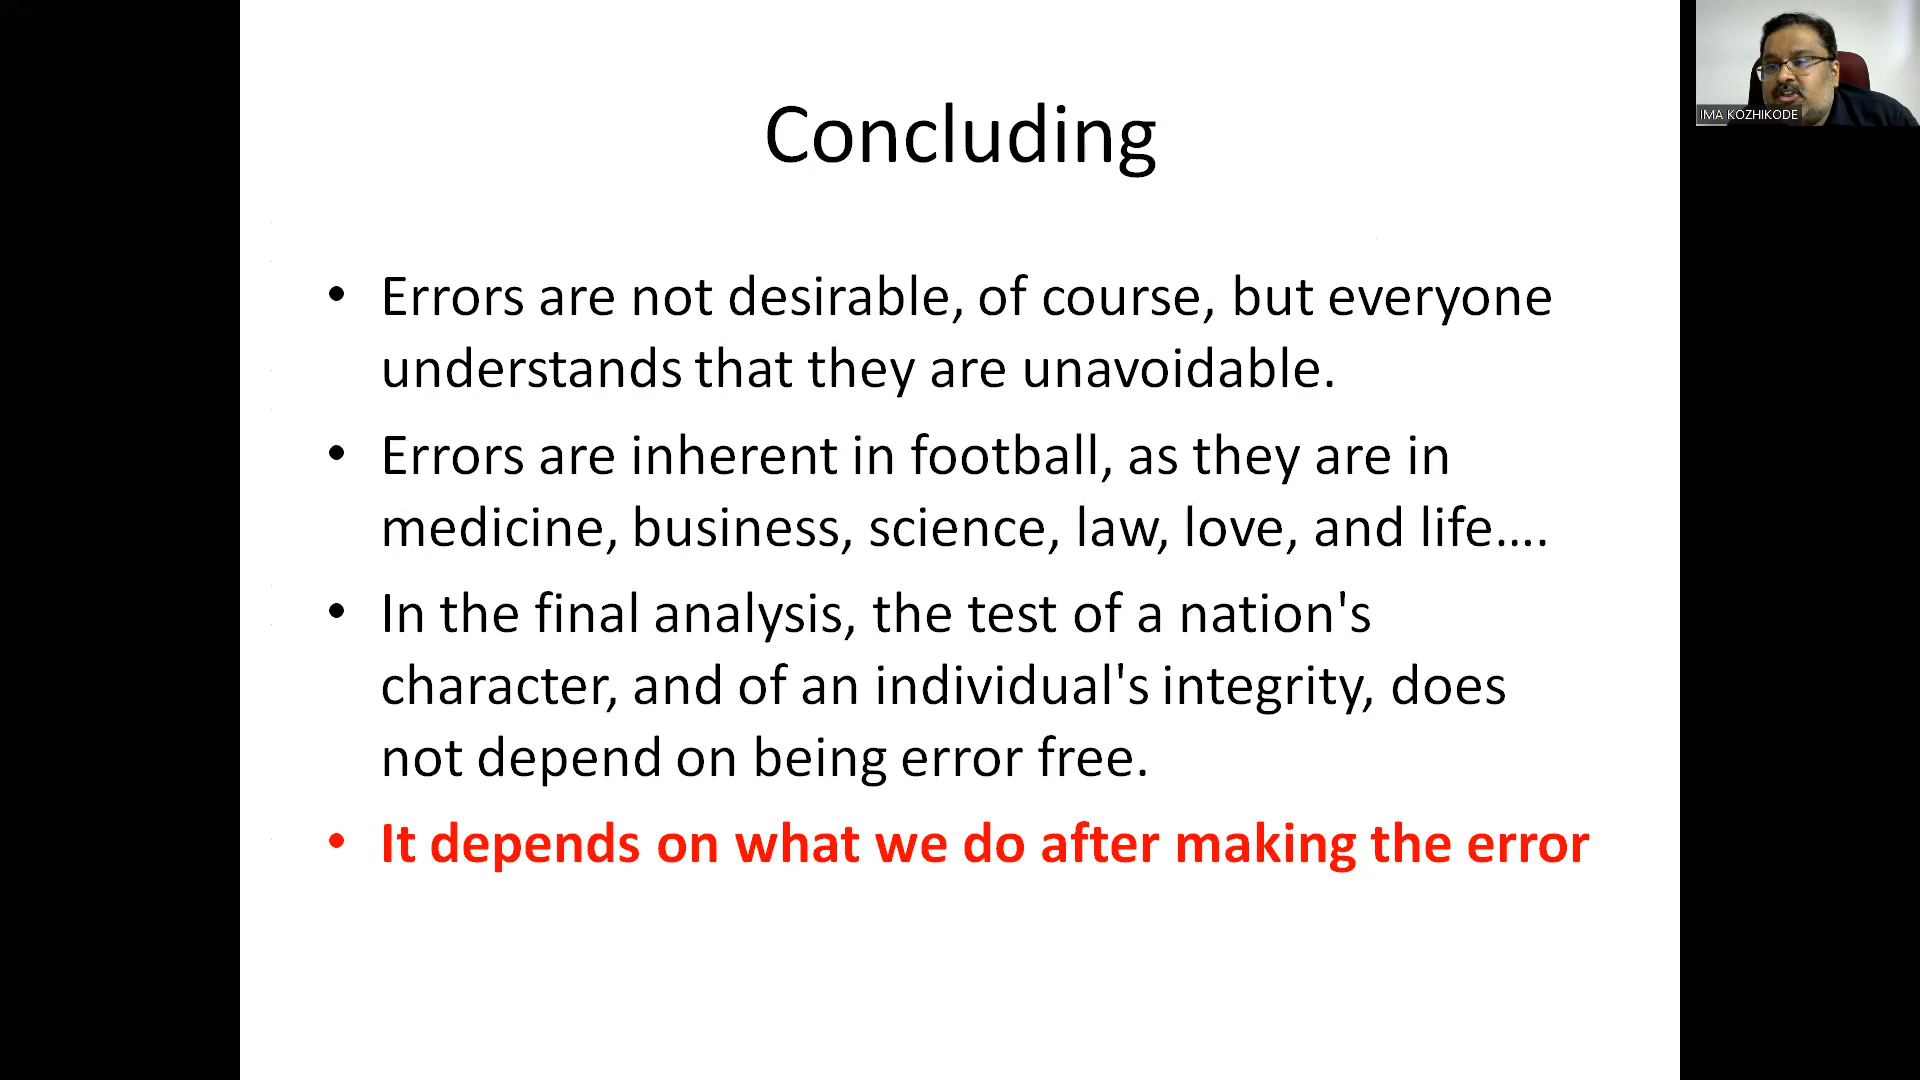 Concluding
• Errors are not desirable, of course, but everyone
understands that they are unavoidable.
• Errors are inherent in football, as they are in
medicine, business, science, law, love, and life....
• In the final analysis, the test of a nation's
character, and of an individual's integrity, does
not depend on being error free.
• It depends on what we do after making the error
IMA KOZHIKODE